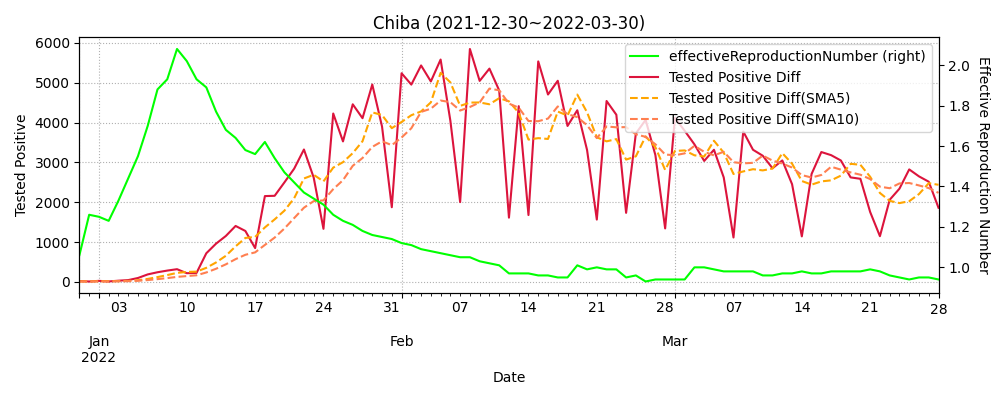 Chiba (2021-12-30~2022-03-30)
6000
5000
4000
3000
2000
1000
0
Tested Positive
effectiveReproductionNumber (right)
Tested Positive Diff
Tested Positive Diff(SMA5)
Tested Positive Diff(SMA10)
2.0
1.8
1.6
1.4
1.2
1.0
Effective Reproduction Number
03 10 17 24 31 07 14 21 28 07 14 21 28
Jan Feb Mar
2022
Date